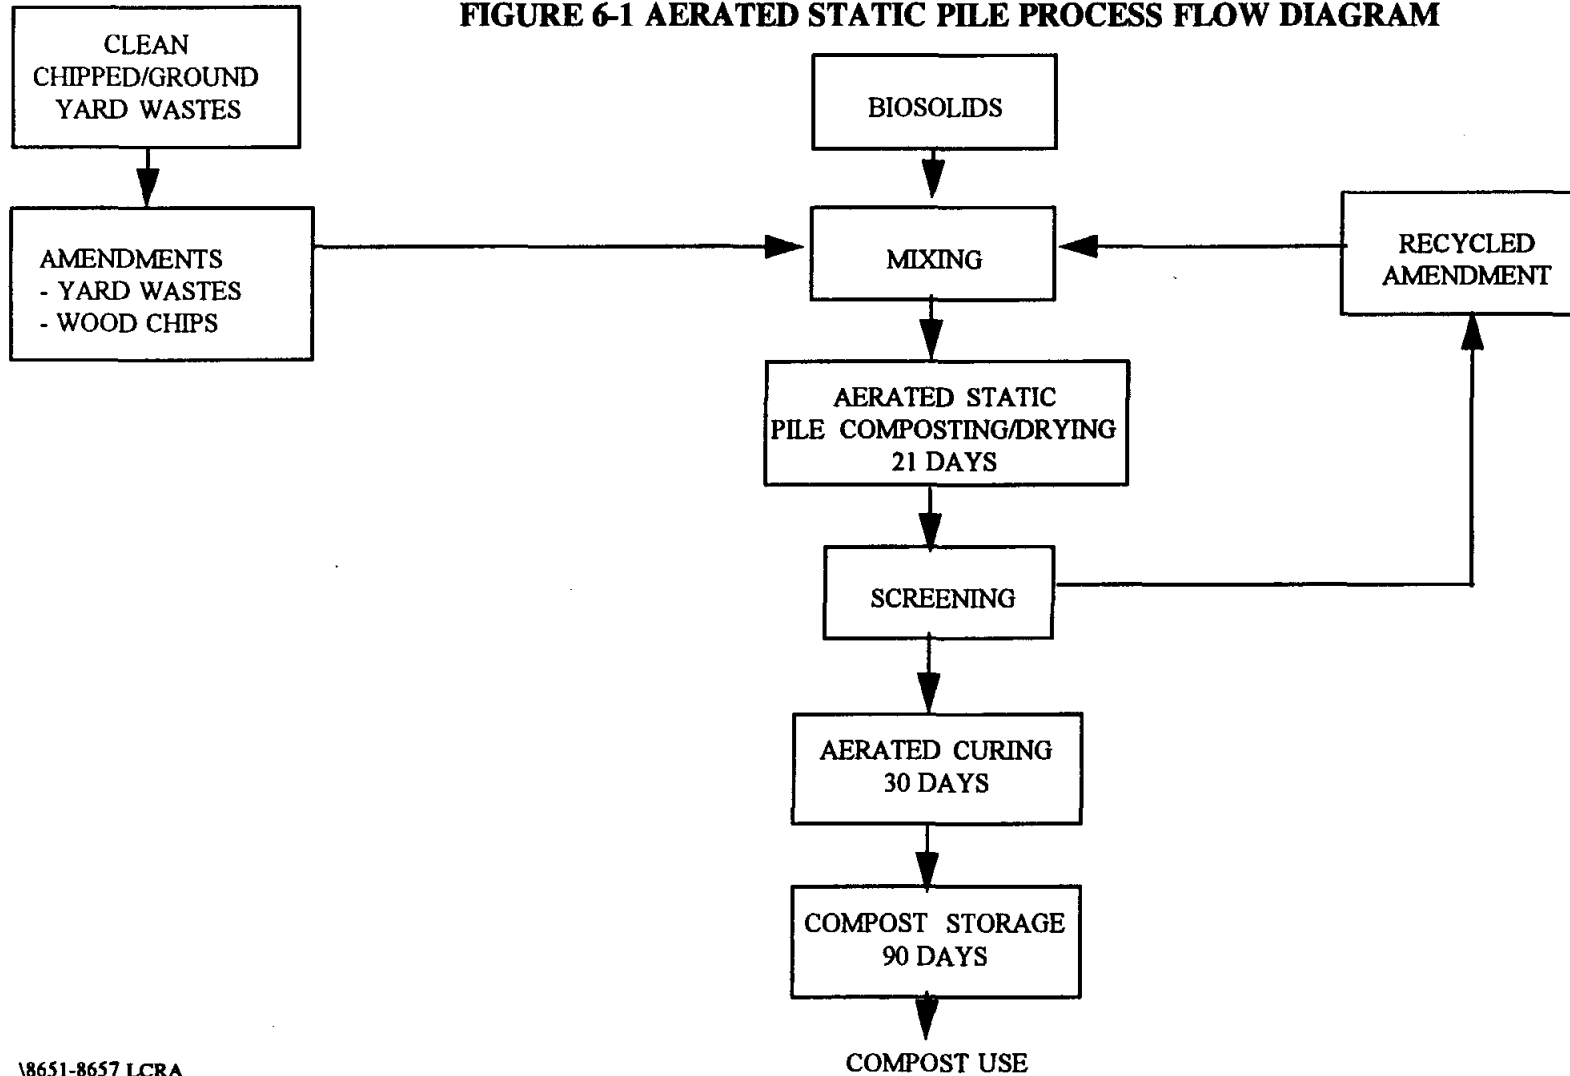 FIGURE 6-1 AERATED STATIC PILE PROCESS FLOW DIAGRAM
CLEAN
CHIPPED/GROUND
YARD WASTES
BIOSOLIDS
AMENDMENTS
- YARD WASTES
- WOOD CHIPS
MIXING
RECYCLED
AMENDMENT
AERATED STATIC
PILE COMPOSTING/DRYING
21 DAYS
SCREENING
AERATED CURING
30 DAYS
COMPOST STORAGE
90 DAYS
COMPOST USE
\8651-8657 LCRA